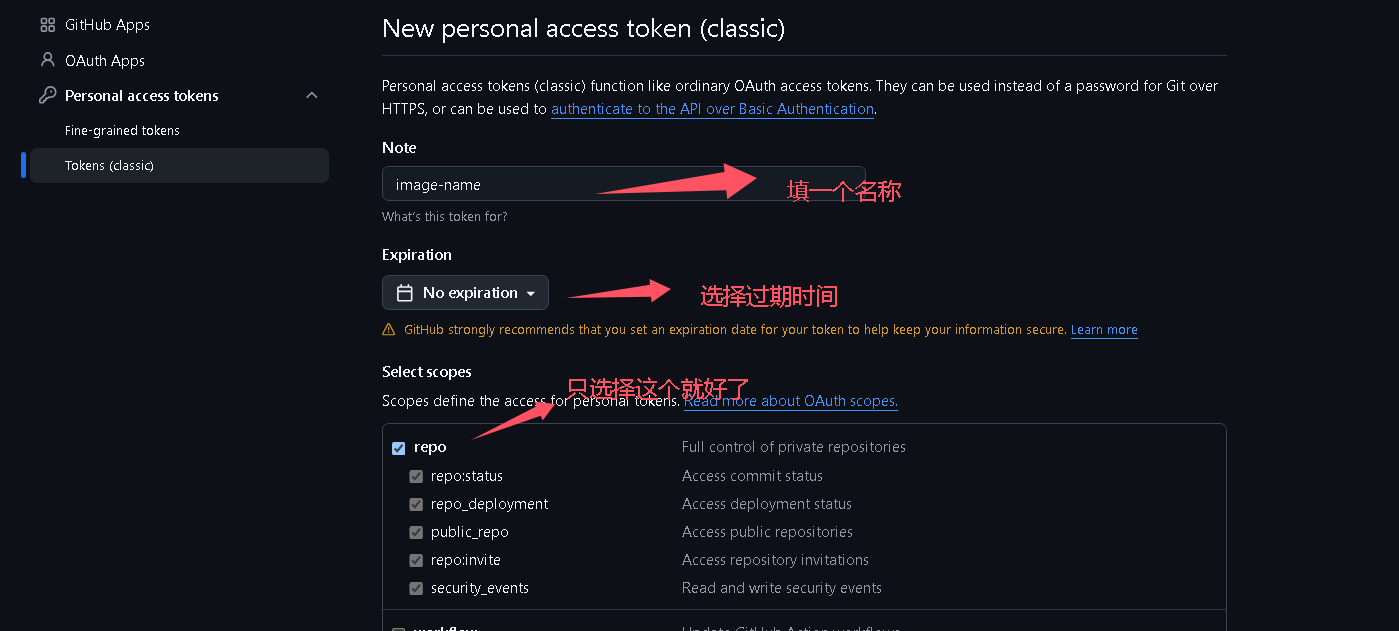 GitHub Apps
OAuth Apps
Personal access tokens
Fine-grained tokens
Tokens (classic)
New personal access token (classic)
Personal access tokens (classic) function like ordinary OAuth access tokens. They can be used instead of a password for Git over
HTTPS, or can be used to authenticate to the API over Basic Authentication.
Note
image-name
填一个名称
What's this token for?
Expiration
No expiration
选择过期时间
GitHub strongly recommends that you set an expiration date for your token to help keep your information secure. Learn more
Select scopes
只选择这个就好了
Scopes define the access for personal tokens. Read more about OAuth scopes.
repo Full control of private repositories
repo:status Access commit status
repo_deployment Access deployment status
public_repo Access public repositories
repo:invite Access repository invitations
security_events Read and write security events
workflow Update GitHub Action workflows